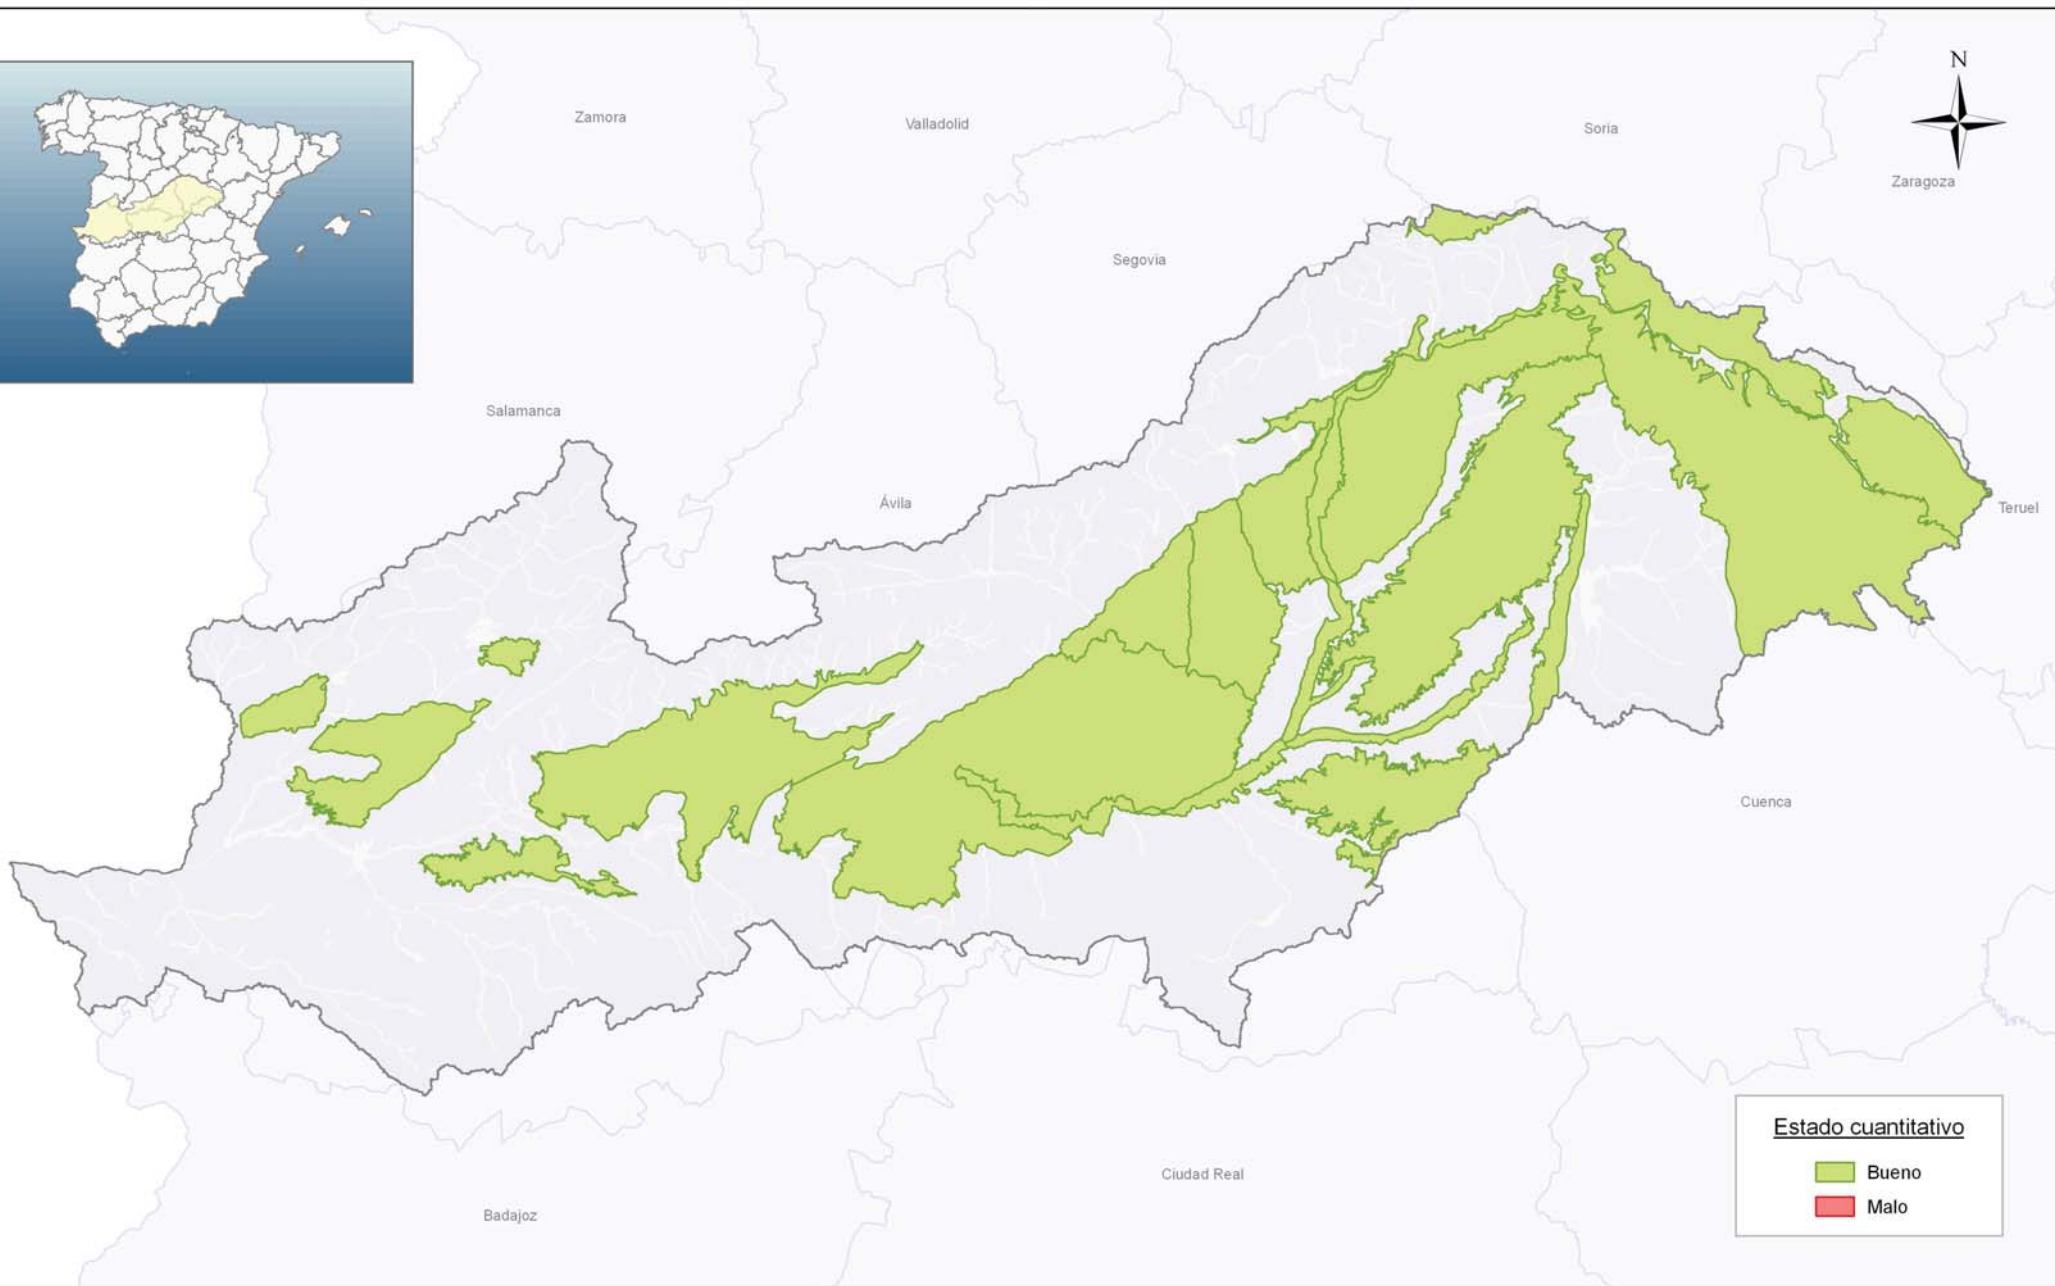 N
Zamora
Valladolid
Soria
Zaragoza
Segovia
Salamanca
Ávila
Teruel
Cuenca
Ciudad Real
Badajoz
Estado cuantitativo
Bueno
Malo